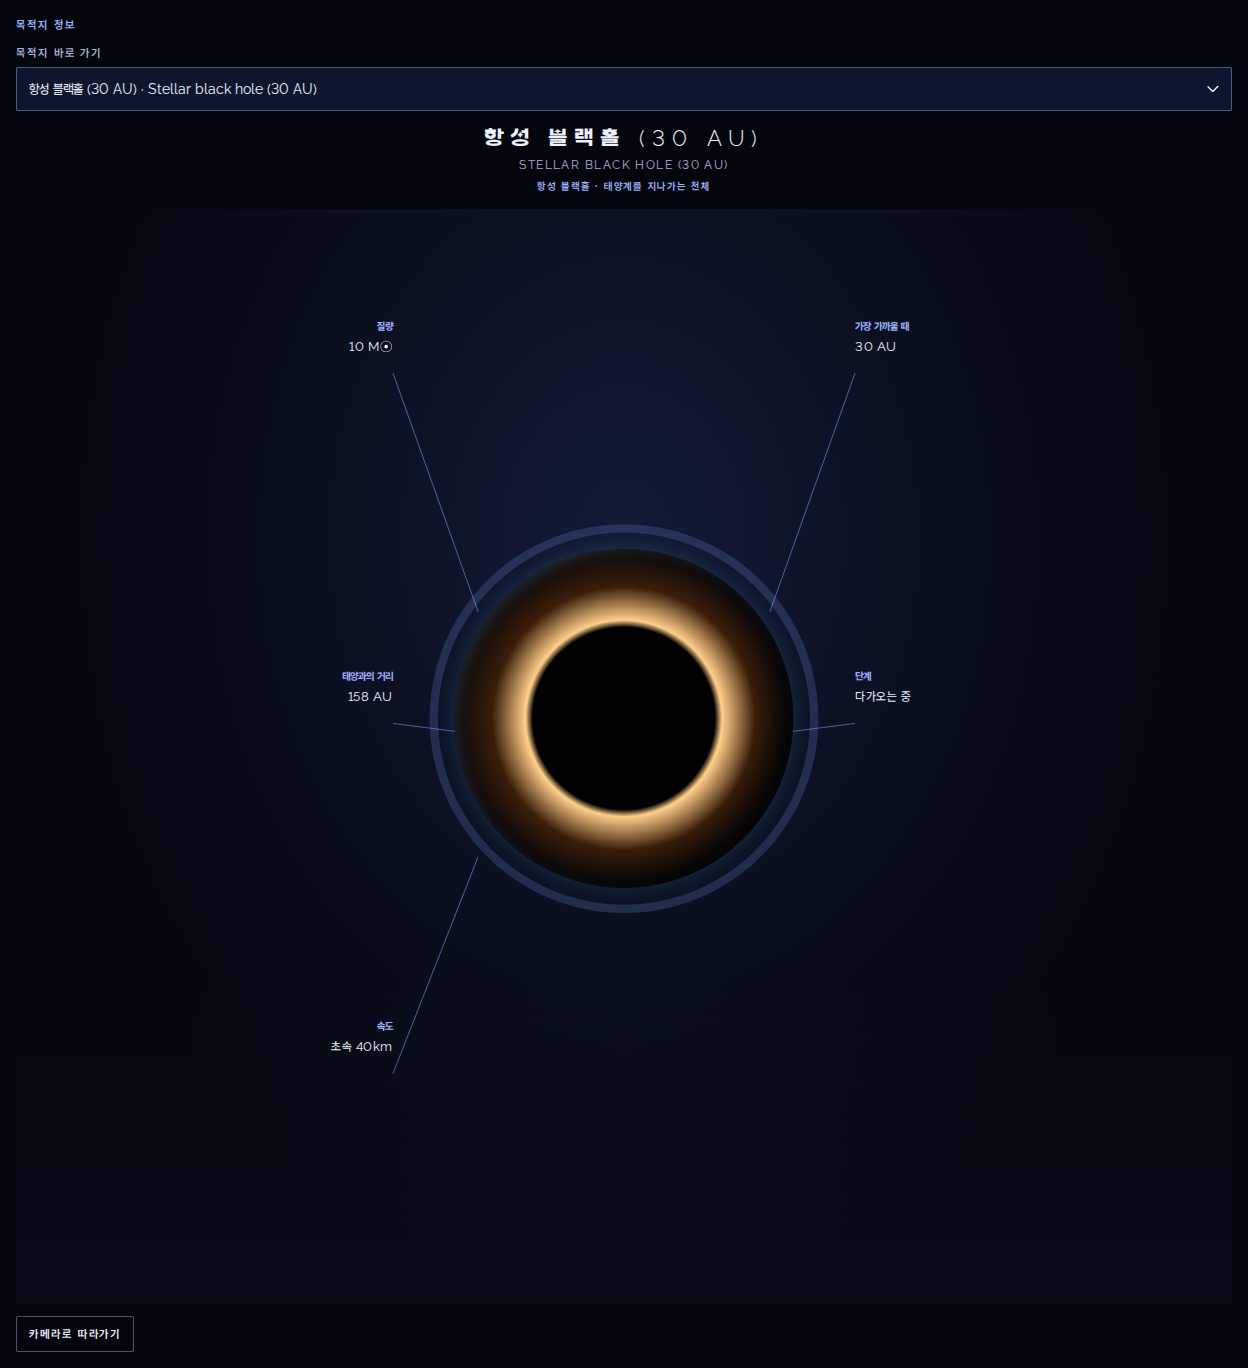 목적지 정보
목적지 바로 가기
항성 블랙홀 (30 AU) · Stellar black hole (30 AU)
항성 블랙홀 (30 AU)
STELLAR BLACK HOLE (30 AU)
항성 블랙홀 · 태양계를 지나가는 천체
질량
10 M☉
가장 가까울 때
30 AU
태양과의 거리
158 AU
단계
다가오는 중
속도
초속 40km
카메라로 따라가기